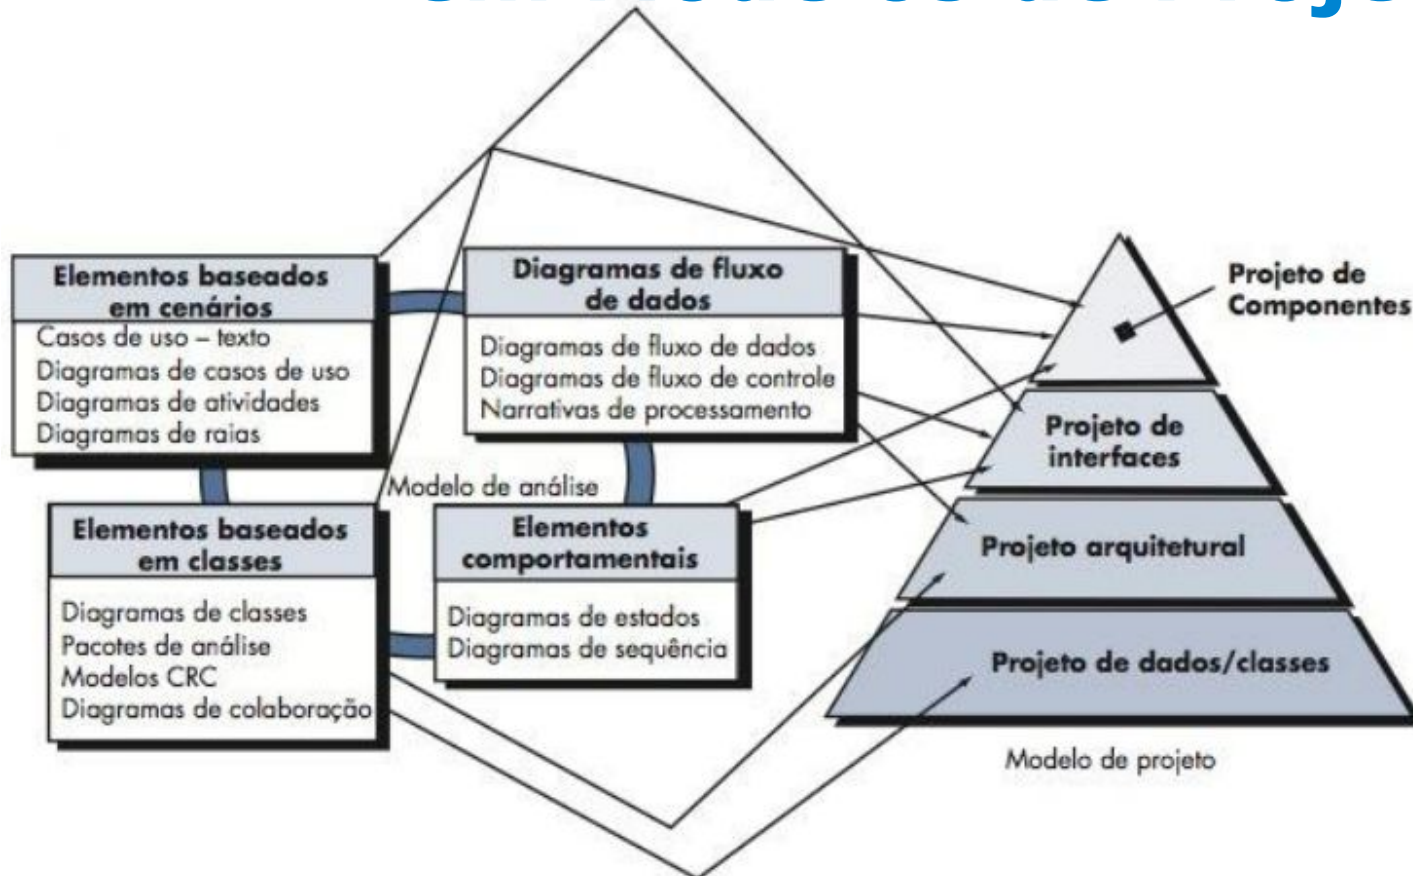 Elementos baseados
em cenários
Casos de uso – texto
Diagramas de casos de uso
Diagramas de atividades
Diagramas de raias
Diagramas de fluxo
de dados
Diagramas de fluxo de dados
Diagramas de fluxo de controle
Narrativas de processamento
Modelo de análise
Elementos baseados
em classes
Diagramas de classes
Pacotes de análise
Modelos CRC
Diagramas de colaboração
Elementos
comportamentais
Diagramas de estados
Diagramas de sequência
Projeto de
Componentes
Projeto de
interfaces
Projeto arquitetural
Projeto de dados/classes
Modelo de projeto